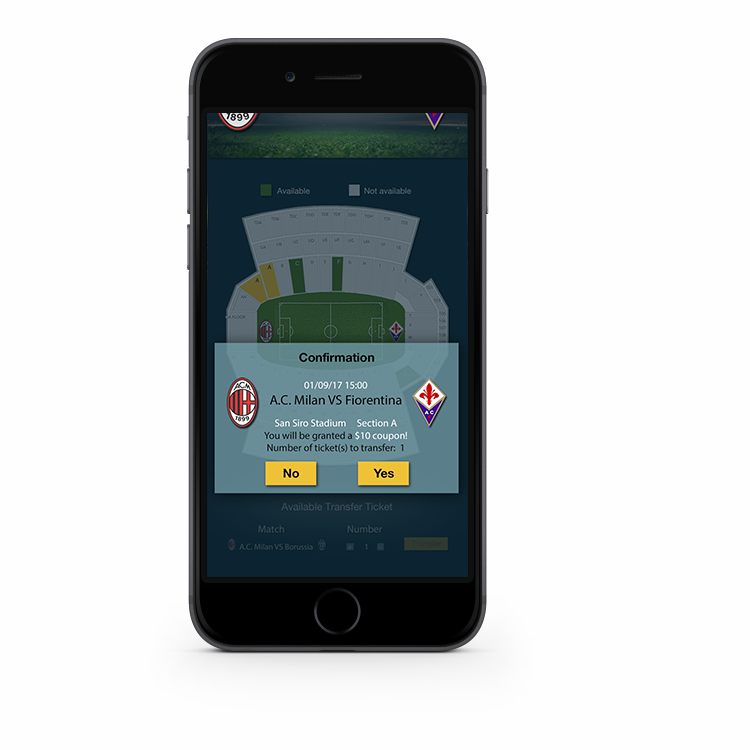 1899
Available Not available
A A C F
Confirmation
01/09/17 15:00
A.C. Milan VS Fiorentina
ACM
1899
A C
San Siro Stadium Section A
You will be granted a $10 coupon!
Number of ticket(s) to transfer: 1
No Yes
Available Transfer Ticket
Match Number
A.C. Milan VS Borussia 1